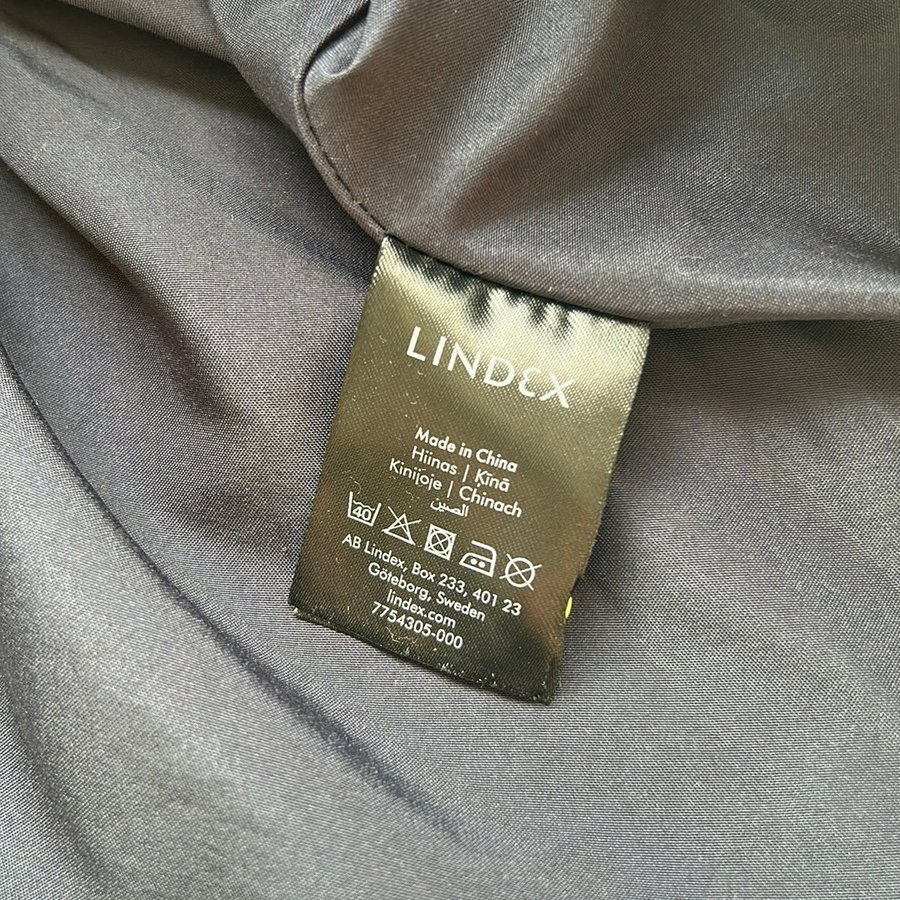 LINDEX
Made in China
Hiinas | Ķīnā
Kinijoje | Chinach
الصين
40
AB Lindex, Box 233, 401 23
Göteborg, Sweden
lindex.com
7754305-000